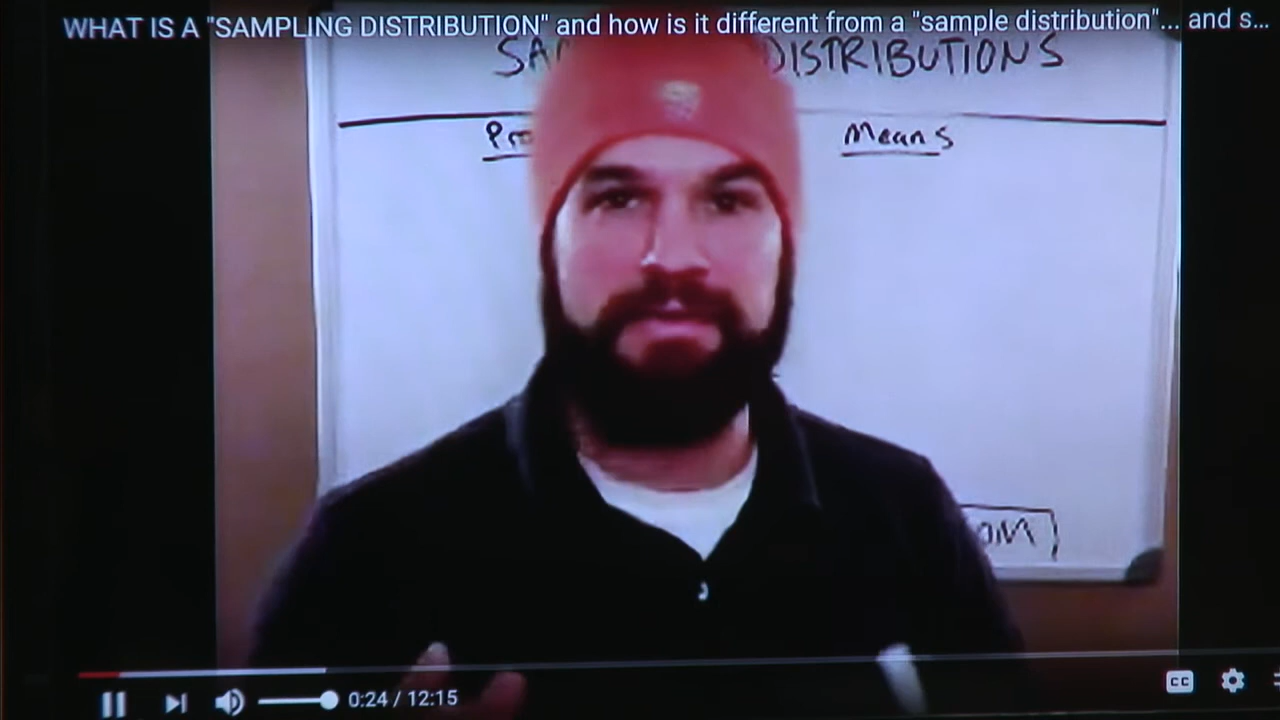 WHAT IS A "SAMPLING DISTRIBUTION" and how is it different from a "sample distribution"... and s...
DISTRIBUTIONS
Means
0:24 / 12:15
CC